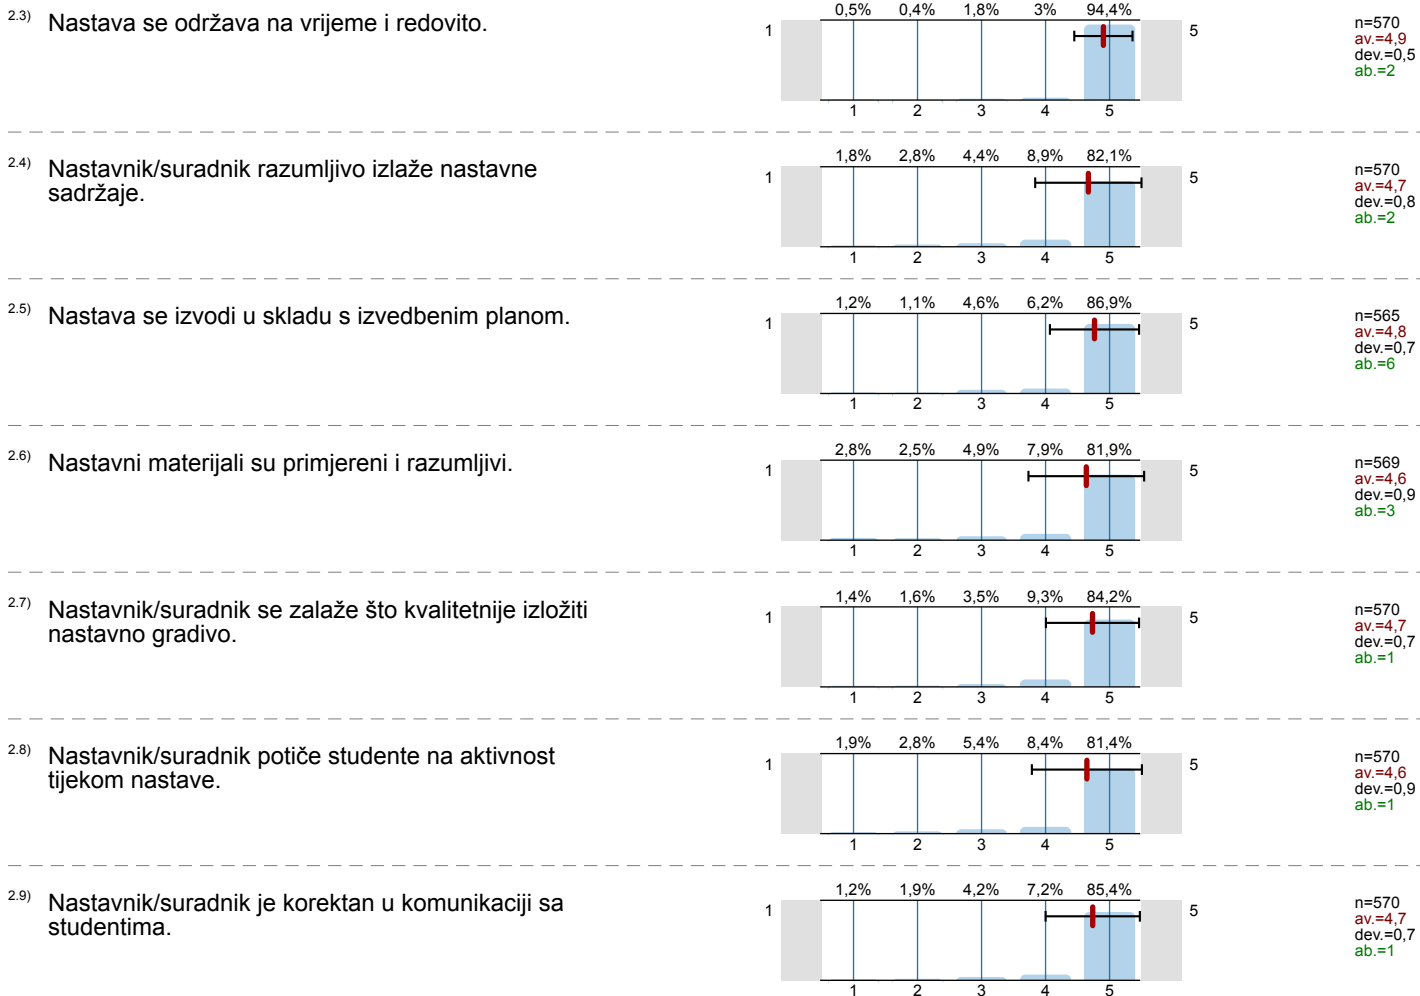 2.3) Nastava se održava na vrijeme i redovito.
0,5% 0,4% 1,8% 3% 94,4%
1 5
1 2 3 4 5
n=570
av.=4,9
dev.=0,5
ab.=2
2.4) Nastavnik/suradnik razumljivo izlaže nastavne
sadržaje.
1,8% 2,8% 4,4% 8,9% 82,1%
1 5
1 2 3 4 5
n=570
av.=4,7
dev.=0,8
ab.=2
2.5) Nastava se izvodi u skladu s izvedbenim planom.
1,2% 1,1% 4,6% 6,2% 86,9%
1 5
1 2 3 4 5
n=565
av.=4,8
dev.=0,7
ab.=6
2.6) Nastavni materijali su primjereni i razumljivi.
2,8% 2,5% 4,9% 7,9% 81,9%
1 5
1 2 3 4 5
n=569
av.=4,6
dev.=0,9
ab.=3
2.7) Nastavnik/suradnik se zalaže što kvalitetnije izložiti
nastavno gradivo.
1,4% 1,6% 3,5% 9,3% 84,2%
1 5
1 2 3 4 5
n=570
av.=4,7
dev.=0,7
ab.=1
2.8) Nastavnik/suradnik potiče studente na aktivnost
tijekom nastave.
1,9% 2,8% 5,4% 8,4% 81,4%
1 5
1 2 3 4 5
n=570
av.=4,6
dev.=0,9
ab.=1
2.9) Nastavnik/suradnik je korektan u komunikaciji sa
studentima.
1,2% 1,9% 4,2% 7,2% 85,4%
1 5
1 2 3 4 5
n=570
av.=4,7
dev.=0,7
ab.=1